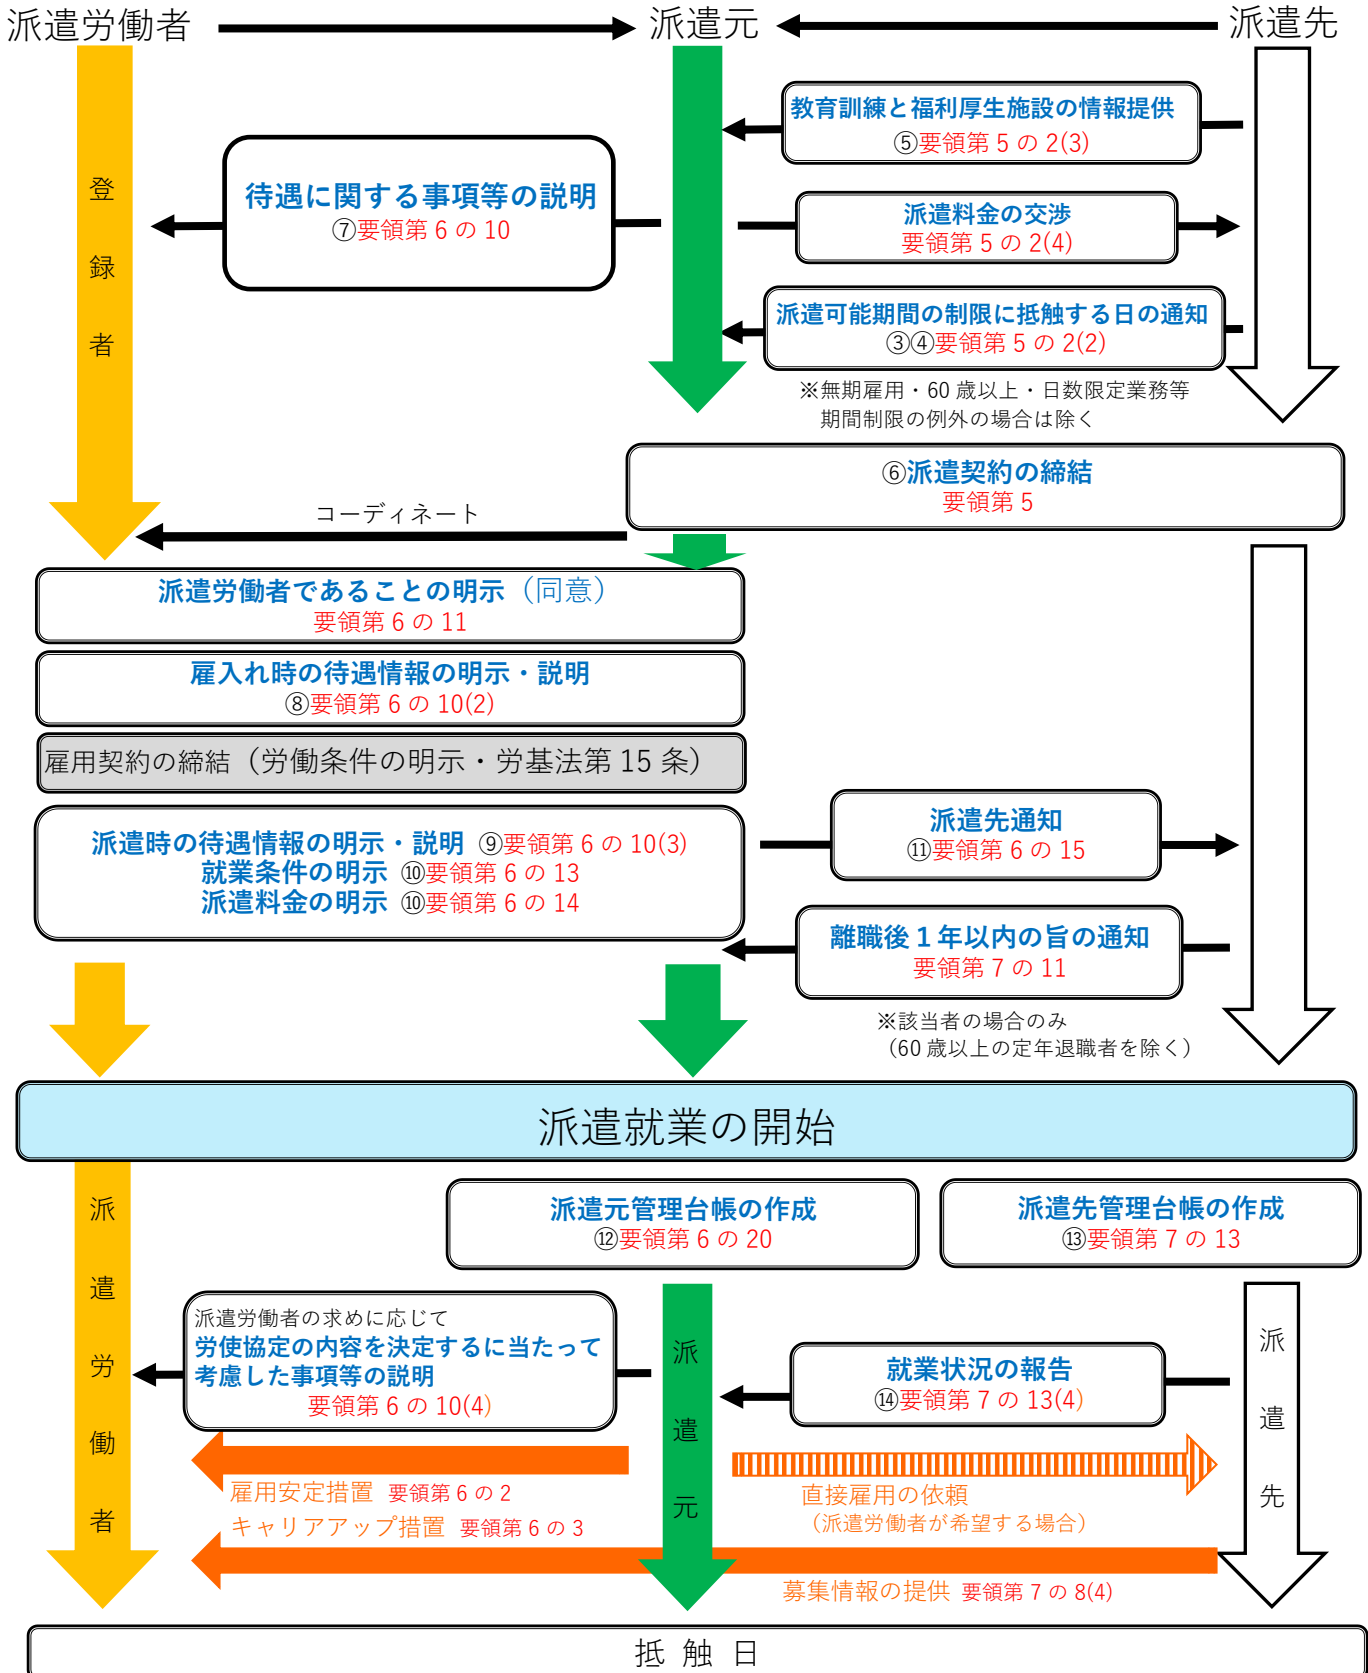 派遣労働者
派遣元
派遣先
教育訓練と福利厚生施設の情報提供
⑤要領第 5 の 2(3)
登録者
待遇に関する事項等の説明
⑦要領第 6 の 10
派遣料金の交渉
要領第 5 の 2(4)
派遣可能期間の制限に抵触する日の通知
③④要領第 5 の 2(2)
※無期雇用・60 歳以上・日数限定業務等
期間制限の例外の場合は除く
⑥派遣契約の締結
要領第 5
コーディネート
派遣労働者であることの明示（同意）
要領第 6 の 11
雇入れ時の待遇情報の明示・説明
⑧要領第 6 の 10(2)
雇用契約の締結（労働条件の明示・労基法第 15 条）
派遣時の待遇情報の明示・説明 ⑨要領第 6 の 10(3)
就業条件の明示 ⑩要領第 6 の 13
派遣料金の明示 ⑩要領第 6 の 14
派遣先通知
⑪要領第 6 の 15
離職後１年以内の旨の通知
要領第 7 の 11
※該当者の場合のみ
（60 歳以上の定年退職者を除く）
派遣就業の開始
派遣元管理台帳の作成
⑫要領第 6 の 20
派遣先管理台帳の作成
⑬要領第 7 の 13
派遣労働者
派遣労働者の求めに応じて
労使協定の内容を決定するに当たって
考慮した事項等の説明
要領第 6 の 10(4)
派遣元
就業状況の報告
⑭要領第 7 の 13(4)
派遣先
雇用安定措置 要領第 6 の 2
キャリアアップ措置 要領第 6 の 3
直接雇用の依頼
（派遣労働者が希望する場合）
募集情報の提供 要領第 7 の 8(4)
抵 触 日